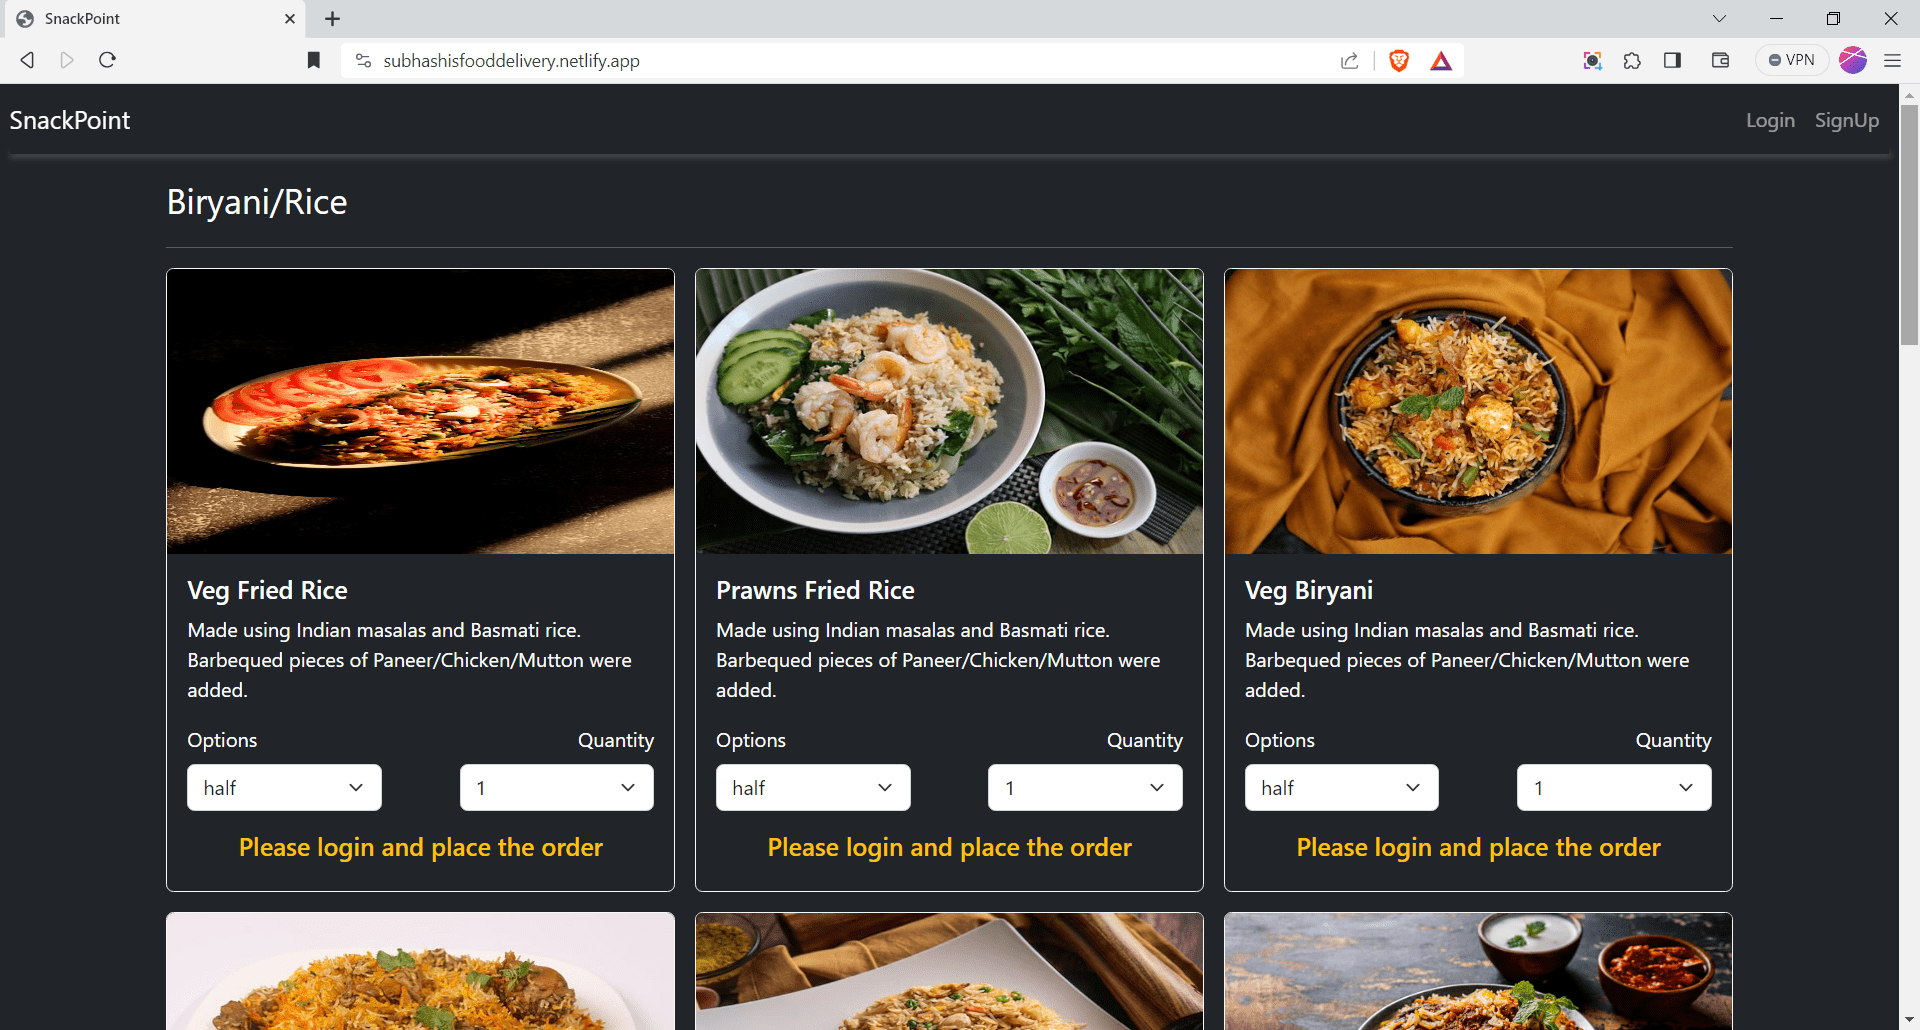 SnackPoint
subhashisfooddelivery.netlify.app
VPN
SnackPoint
Login SignUp
Biryani/Rice
Veg Fried Rice
Made using Indian masalas and Basmati rice.
Barbequed pieces of Paneer/Chicken/Mutton were
added.
Options Quantity
half 1
Please login and place the order
Prawns Fried Rice
Made using Indian masalas and Basmati rice.
Barbequed pieces of Paneer/Chicken/Mutton were
added.
Options Quantity
half 1
Please login and place the order
Veg Biryani
Made using Indian masalas and Basmati rice.
Barbequed pieces of Paneer/Chicken/Mutton were
added.
Options Quantity
half 1
Please login and place the order